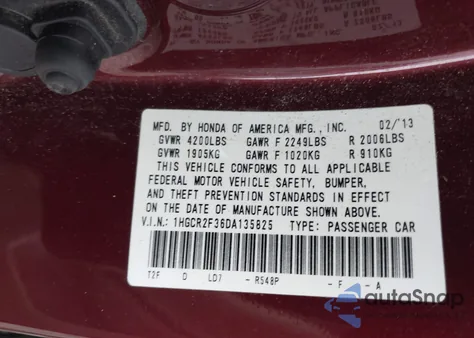 MFD. BY HONDA OF AMERICA MFG., INC. 02/'13
GVWR 4200LBS GAWR F 2249LBS R 2006LBS
GVWR 1905KG GAWR F 1020KG R 910KG
THIS VEHICLE CONFORMS TO ALL APPLICABLE
FEDERAL MOTOR VEHICLE SAFETY, BUMPER,
AND THEFT PREVENTION STANDARDS IN EFFECT
ON THE DATE OF MANUFACTURE SHOWN ABOVE.
V.I.N.: 1HGCR2F36DA135825 TYPE: PASSENGER CAR
T2F D LD7 - R548P - F - A
autoSnap